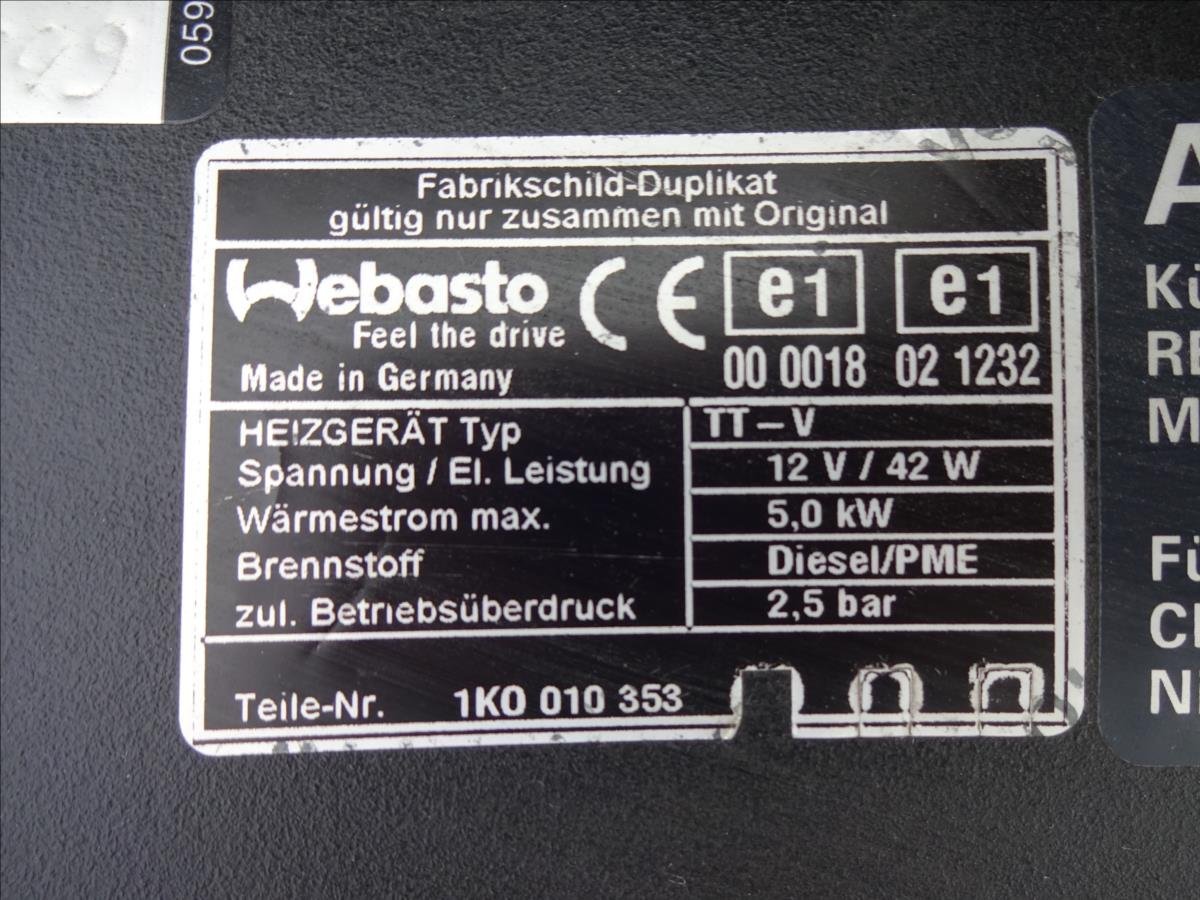 059
Fabrikschild-Duplikat
gültig nur zusammen mit Original
Webasto
Feel the drive
CE e1 e1
00 0018 02 1232
Made in Germany
HEIZGERÄT Typ TT-V
Spannung / El. Leistung 12 V / 42 W
Wärmestrom max. 5,0 kW
Brennstoff Diesel/PME
zul. Betriebsüberdruck 2,5 bar
Teile-Nr. 1K0 010 353